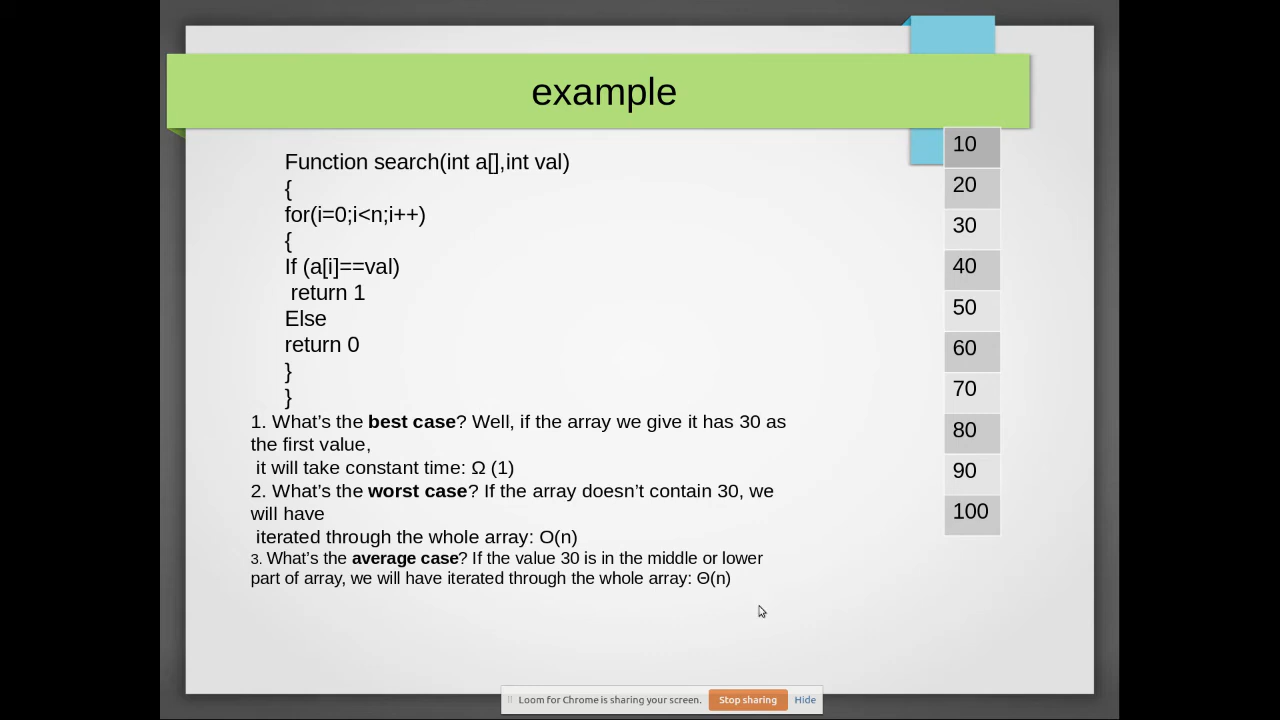 example
Function search(int a[],int val)
{
for(i=0;i<n;i++)
{
If (a[i]==val)
return 1
Else
return 0
}
}
1. What's the best case? Well, if the array we give it has 30 as
the first value,
it will take constant time: Ω (1)
2. What's the worst case? If the array doesn't contain 30, we
will have
iterated through the whole array: O(n)
3. What's the average case? If the value 30 is in the middle or lower
part of array, we will have iterated through the whole array: Θ(n)
10
20
30
40
50
60
70
80
90
100
Loom for Chrome is sharing your screen. Stop sharing Hide